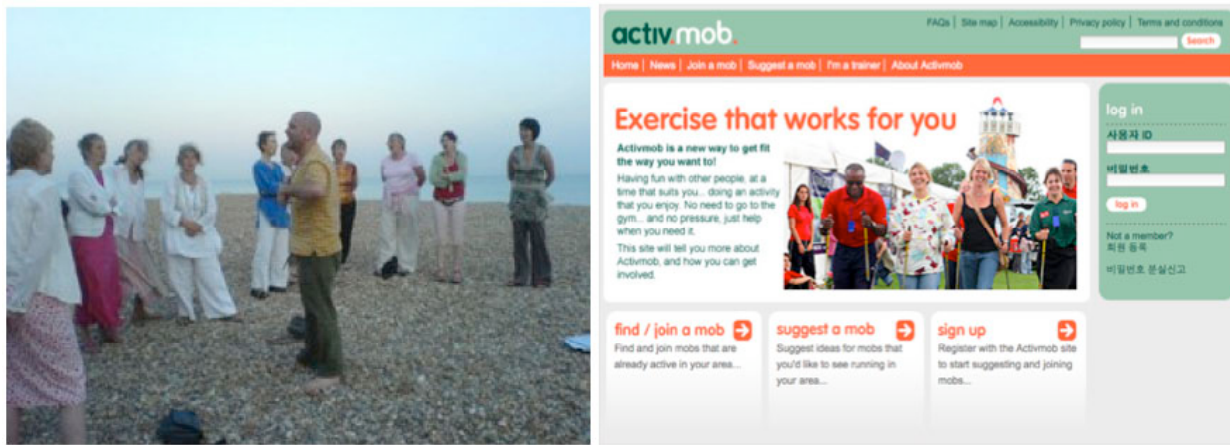 activ.mob.
FAQs | Site map | Accessibility | Privacy policy | Terms and conditions
Search
Home | News | Join a mob | Suggest a mob | I'm a trainer | About Activmob
Exercise that works for you
Activmob is a new way to get fit
the way you want to!
Having fun with other people, at a
time that suits you... doing an activity
that you enjoy. No need to go to the
gym... and no pressure, just help
when you need it.
This site will tell you more about
Activmob, and how you can get
involved.
log in
사용자 ID
비밀번호
log in
Not a member?
회원 등록
비밀번호 분실신고
find / join a mob
Find and join mobs that are
already active in your area...
suggest a mob
Suggest ideas for mobs that
you'd like to see running in
your area...
sign up
Register with the Activmob site
to start suggesting and joining
mobs...